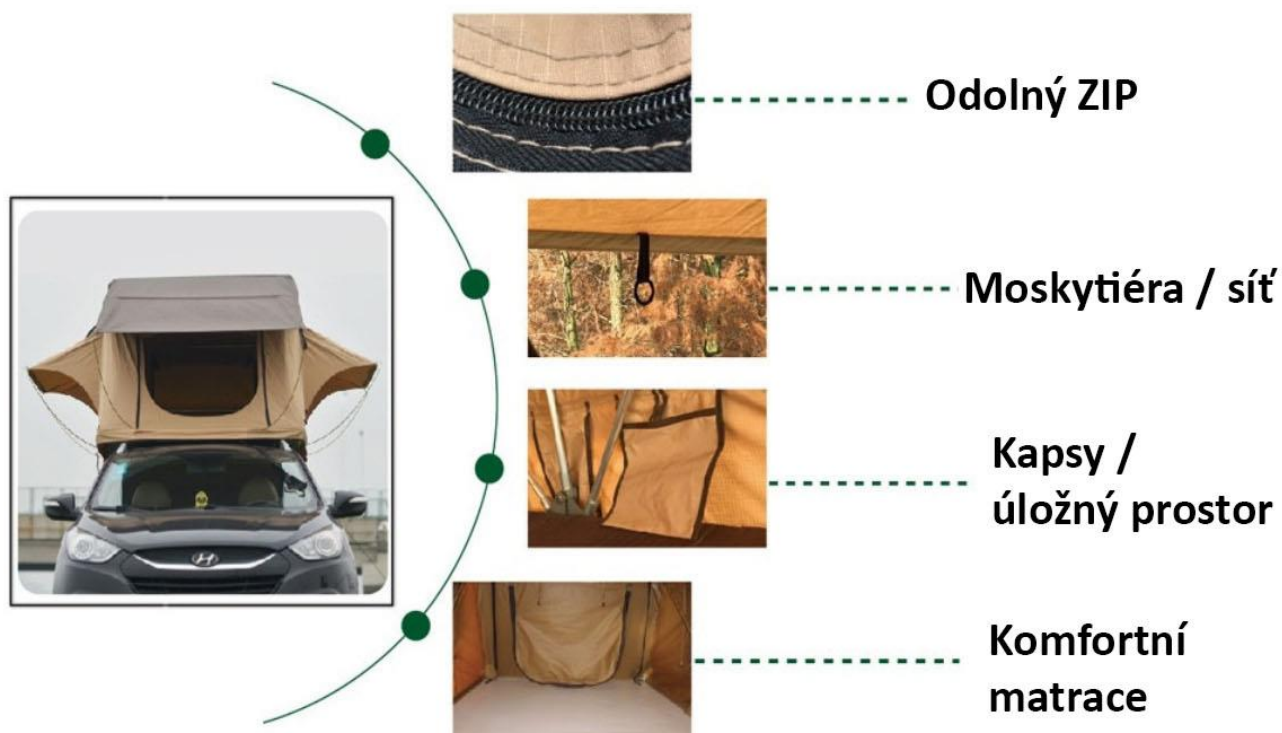 Odolný ZIP
Moskytiéra / síť
Kapsy /
úložný prostor
Komfortní
matrace